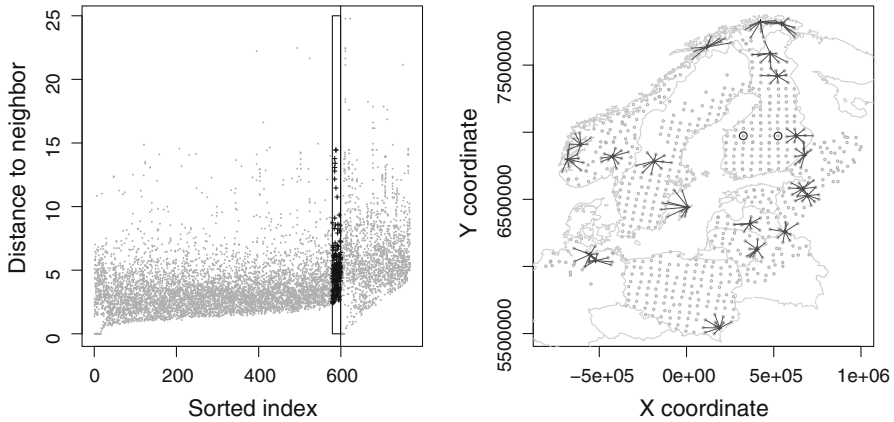 Distance to neighbor
0
5
10
15
20
25
0
200
400
600
Sorted index
Y coordinate
5500000
6500000
7500000
−5e+05
0e+00
5e+05
1e+06
X coordinate